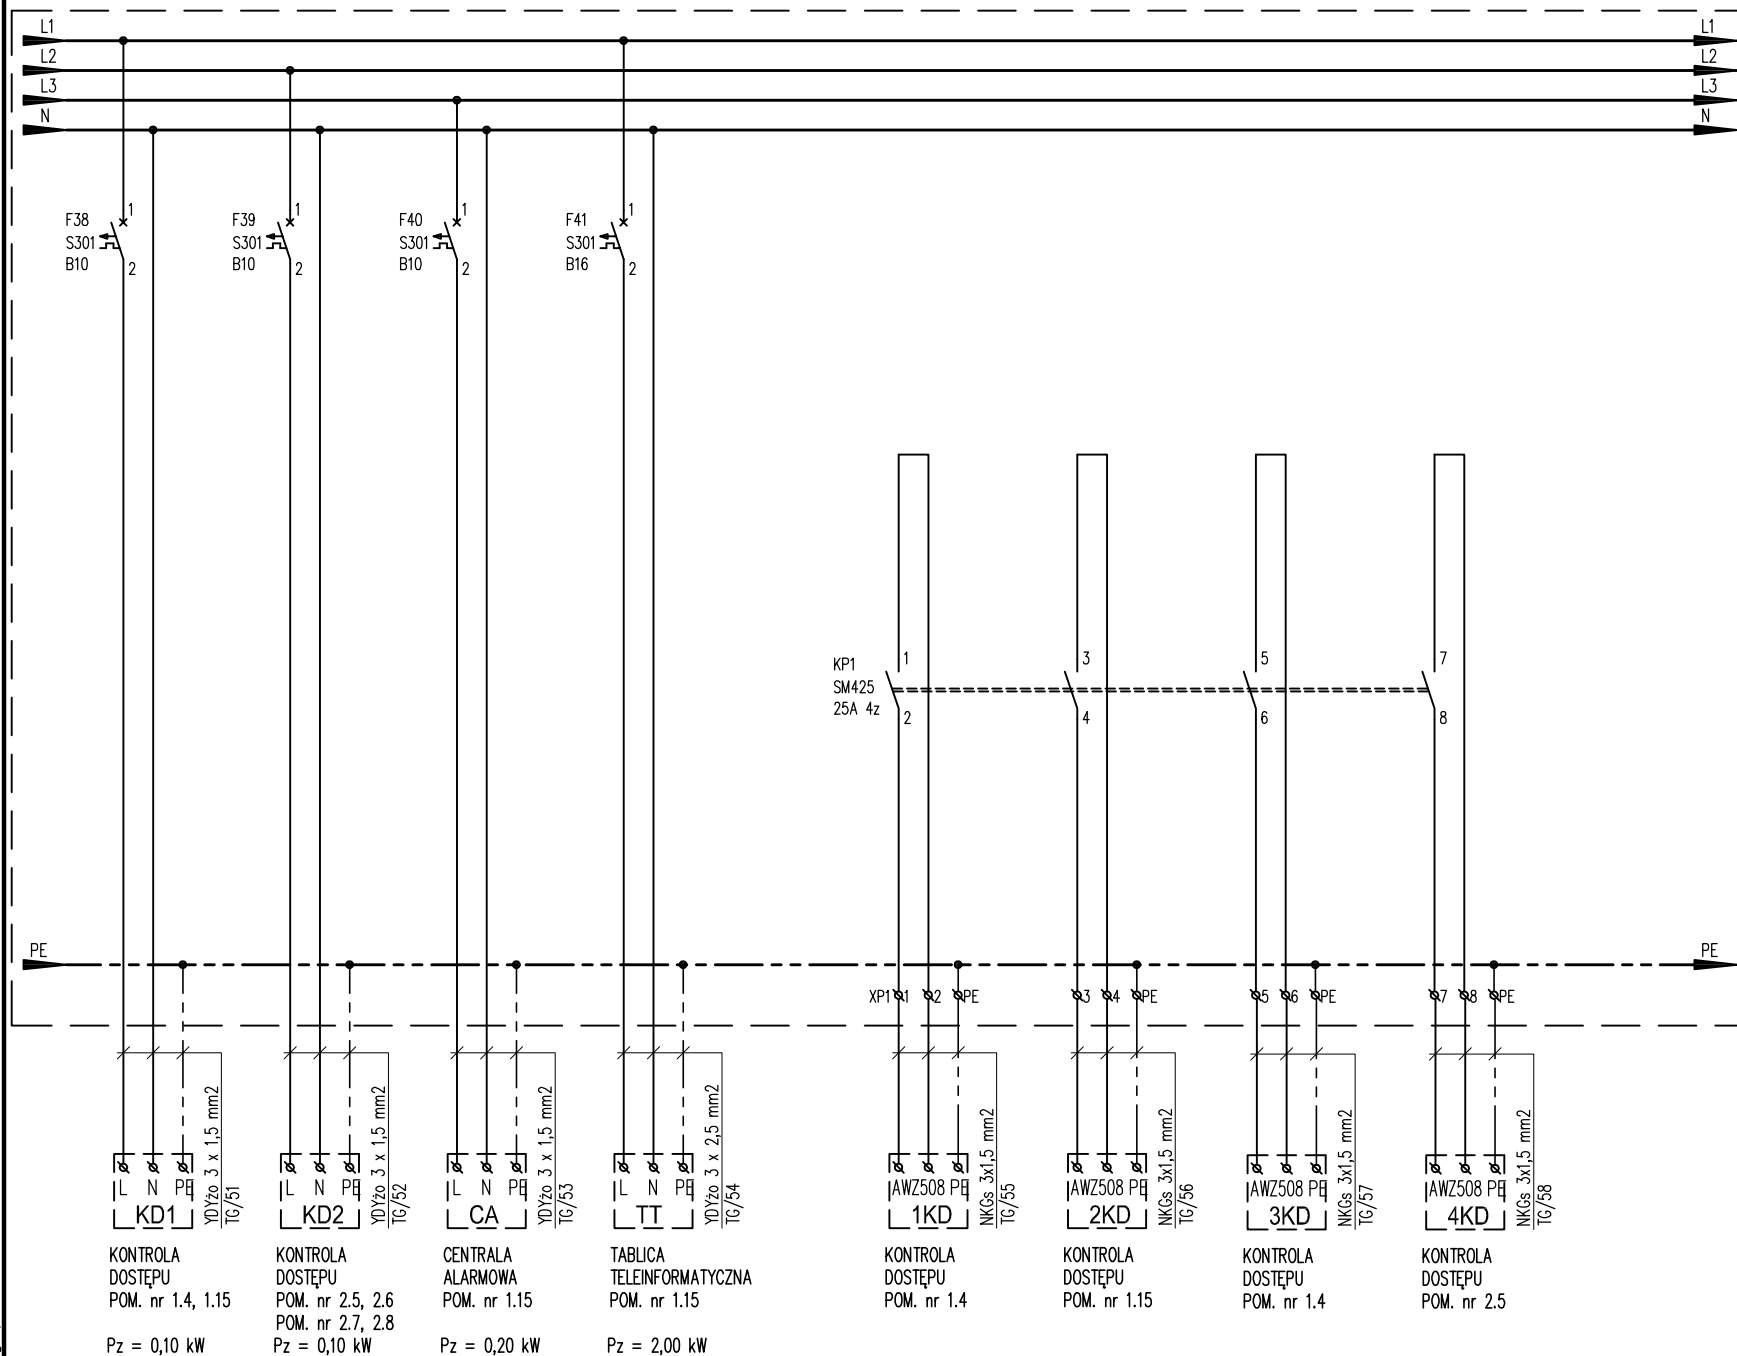 L1 L1
L2 L2
L3 L3
N N
F38 1 F39 1 F40 1 F41 1
S301 S301 S301 S301
B10 2 B10 2 B10 2 B16 2
KP1 1 3 5 7
SM425
25A 4z 2 4 6 8
PE PE
XP1 1 2 PE 3 4 PE 5 6 PE 7 8 PE
YDYżo 3 x 1,5 mm2
TG/51
YDYżo 3 x 1,5 mm2
TG/52
YDYżo 3 x 1,5 mm2
TG/53
YDYżo 3 x 2,5 mm2
TG/54
NKGs 3x1,5 mm2
TG/55
NKGs 3x1,5 mm2
TG/56
NKGs 3x1,5 mm2
TG/57
NKGs 3x1,5 mm2
TG/58
L N PE L N PE L N PE L N PE AWZ508 PE AWZ508 PE AWZ508 PE AWZ508 PE
KD1 KD2 CA TT 1KD 2KD 3KD 4KD
KONTROLA
DOSTĘPU
POM. nr 1.4, 1.15
Pz = 0,10 kW
KONTROLA
DOSTĘPU
POM. nr 2.5, 2.6
POM. nr 2.7, 2.8
Pz = 0,10 kW
CENTRALA
ALARMOWA
POM. nr 1.15
Pz = 0,20 kW
TABLICA
TELEINFORMATYCZNA
POM. nr 1.15
Pz = 2,00 kW
KONTROLA
DOSTĘPU
POM. nr 1.4
KONTROLA
DOSTĘPU
POM. nr 1.15
KONTROLA
DOSTĘPU
POM. nr 1.4
KONTROLA
DOSTĘPU
POM. nr 2.5